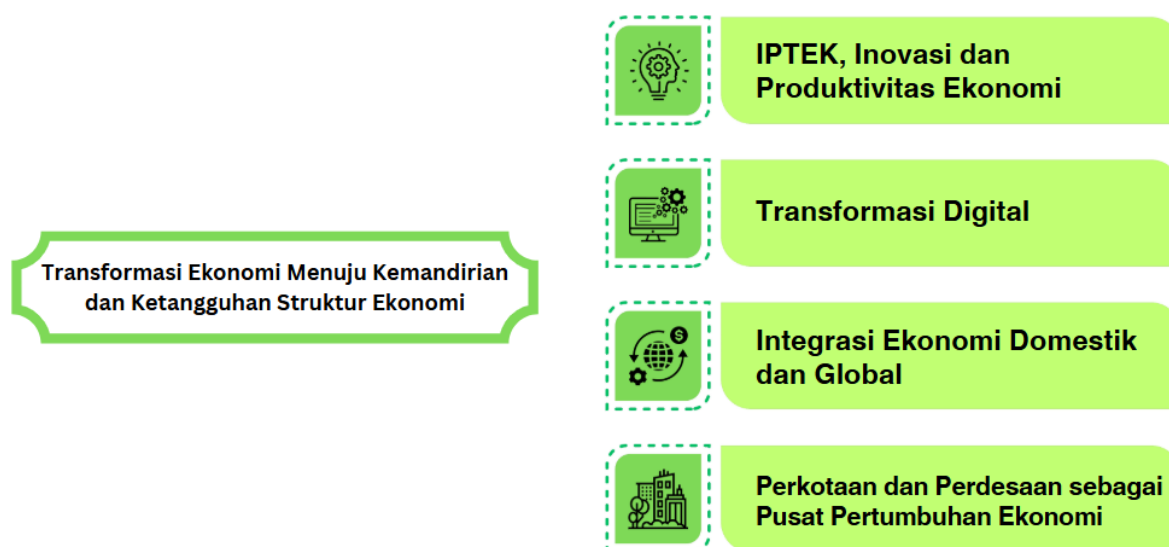 Transformasi Ekonomi Menuju Kemandirian
dan Ketangguhan Struktur Ekonomi
IPTEK, Inovasi dan
Produktivitas Ekonomi
Transformasi Digital
Integrasi Ekonomi Domestik
dan Global
Perkotaan dan Perdesaan sebagai
Pusat Pertumbuhan Ekonomi